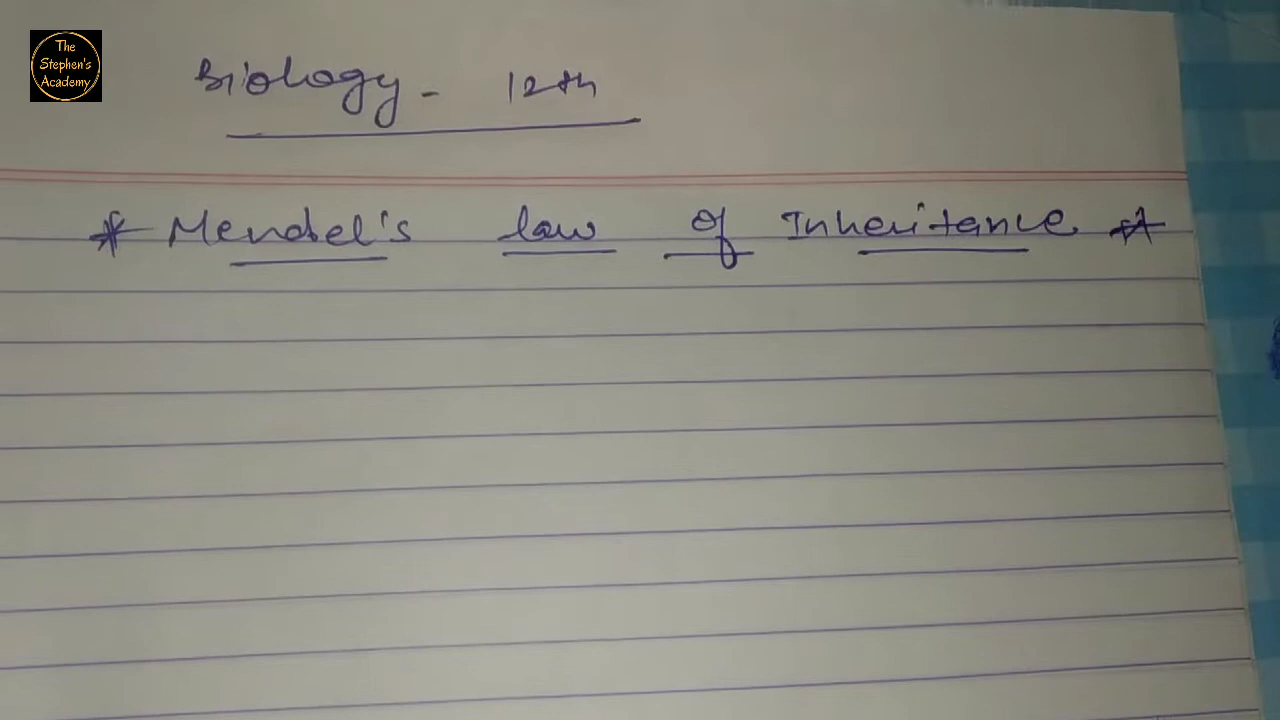 The
Stephen's
Academy
Biology - 12th
* Mendel's law of Inheritance *